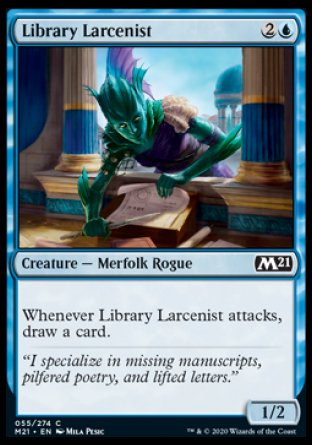 Library Larcenist 2
Creature — Merfolk Rogue M21
Whenever Library Larcenist attacks,
draw a card.
“I specialize in missing manuscripts,
pilfered poetry, and lifted letters.”
1/2
055/274 C
M21 • EN Mila Pesic ™ & © 2020 Wizards of the Coast